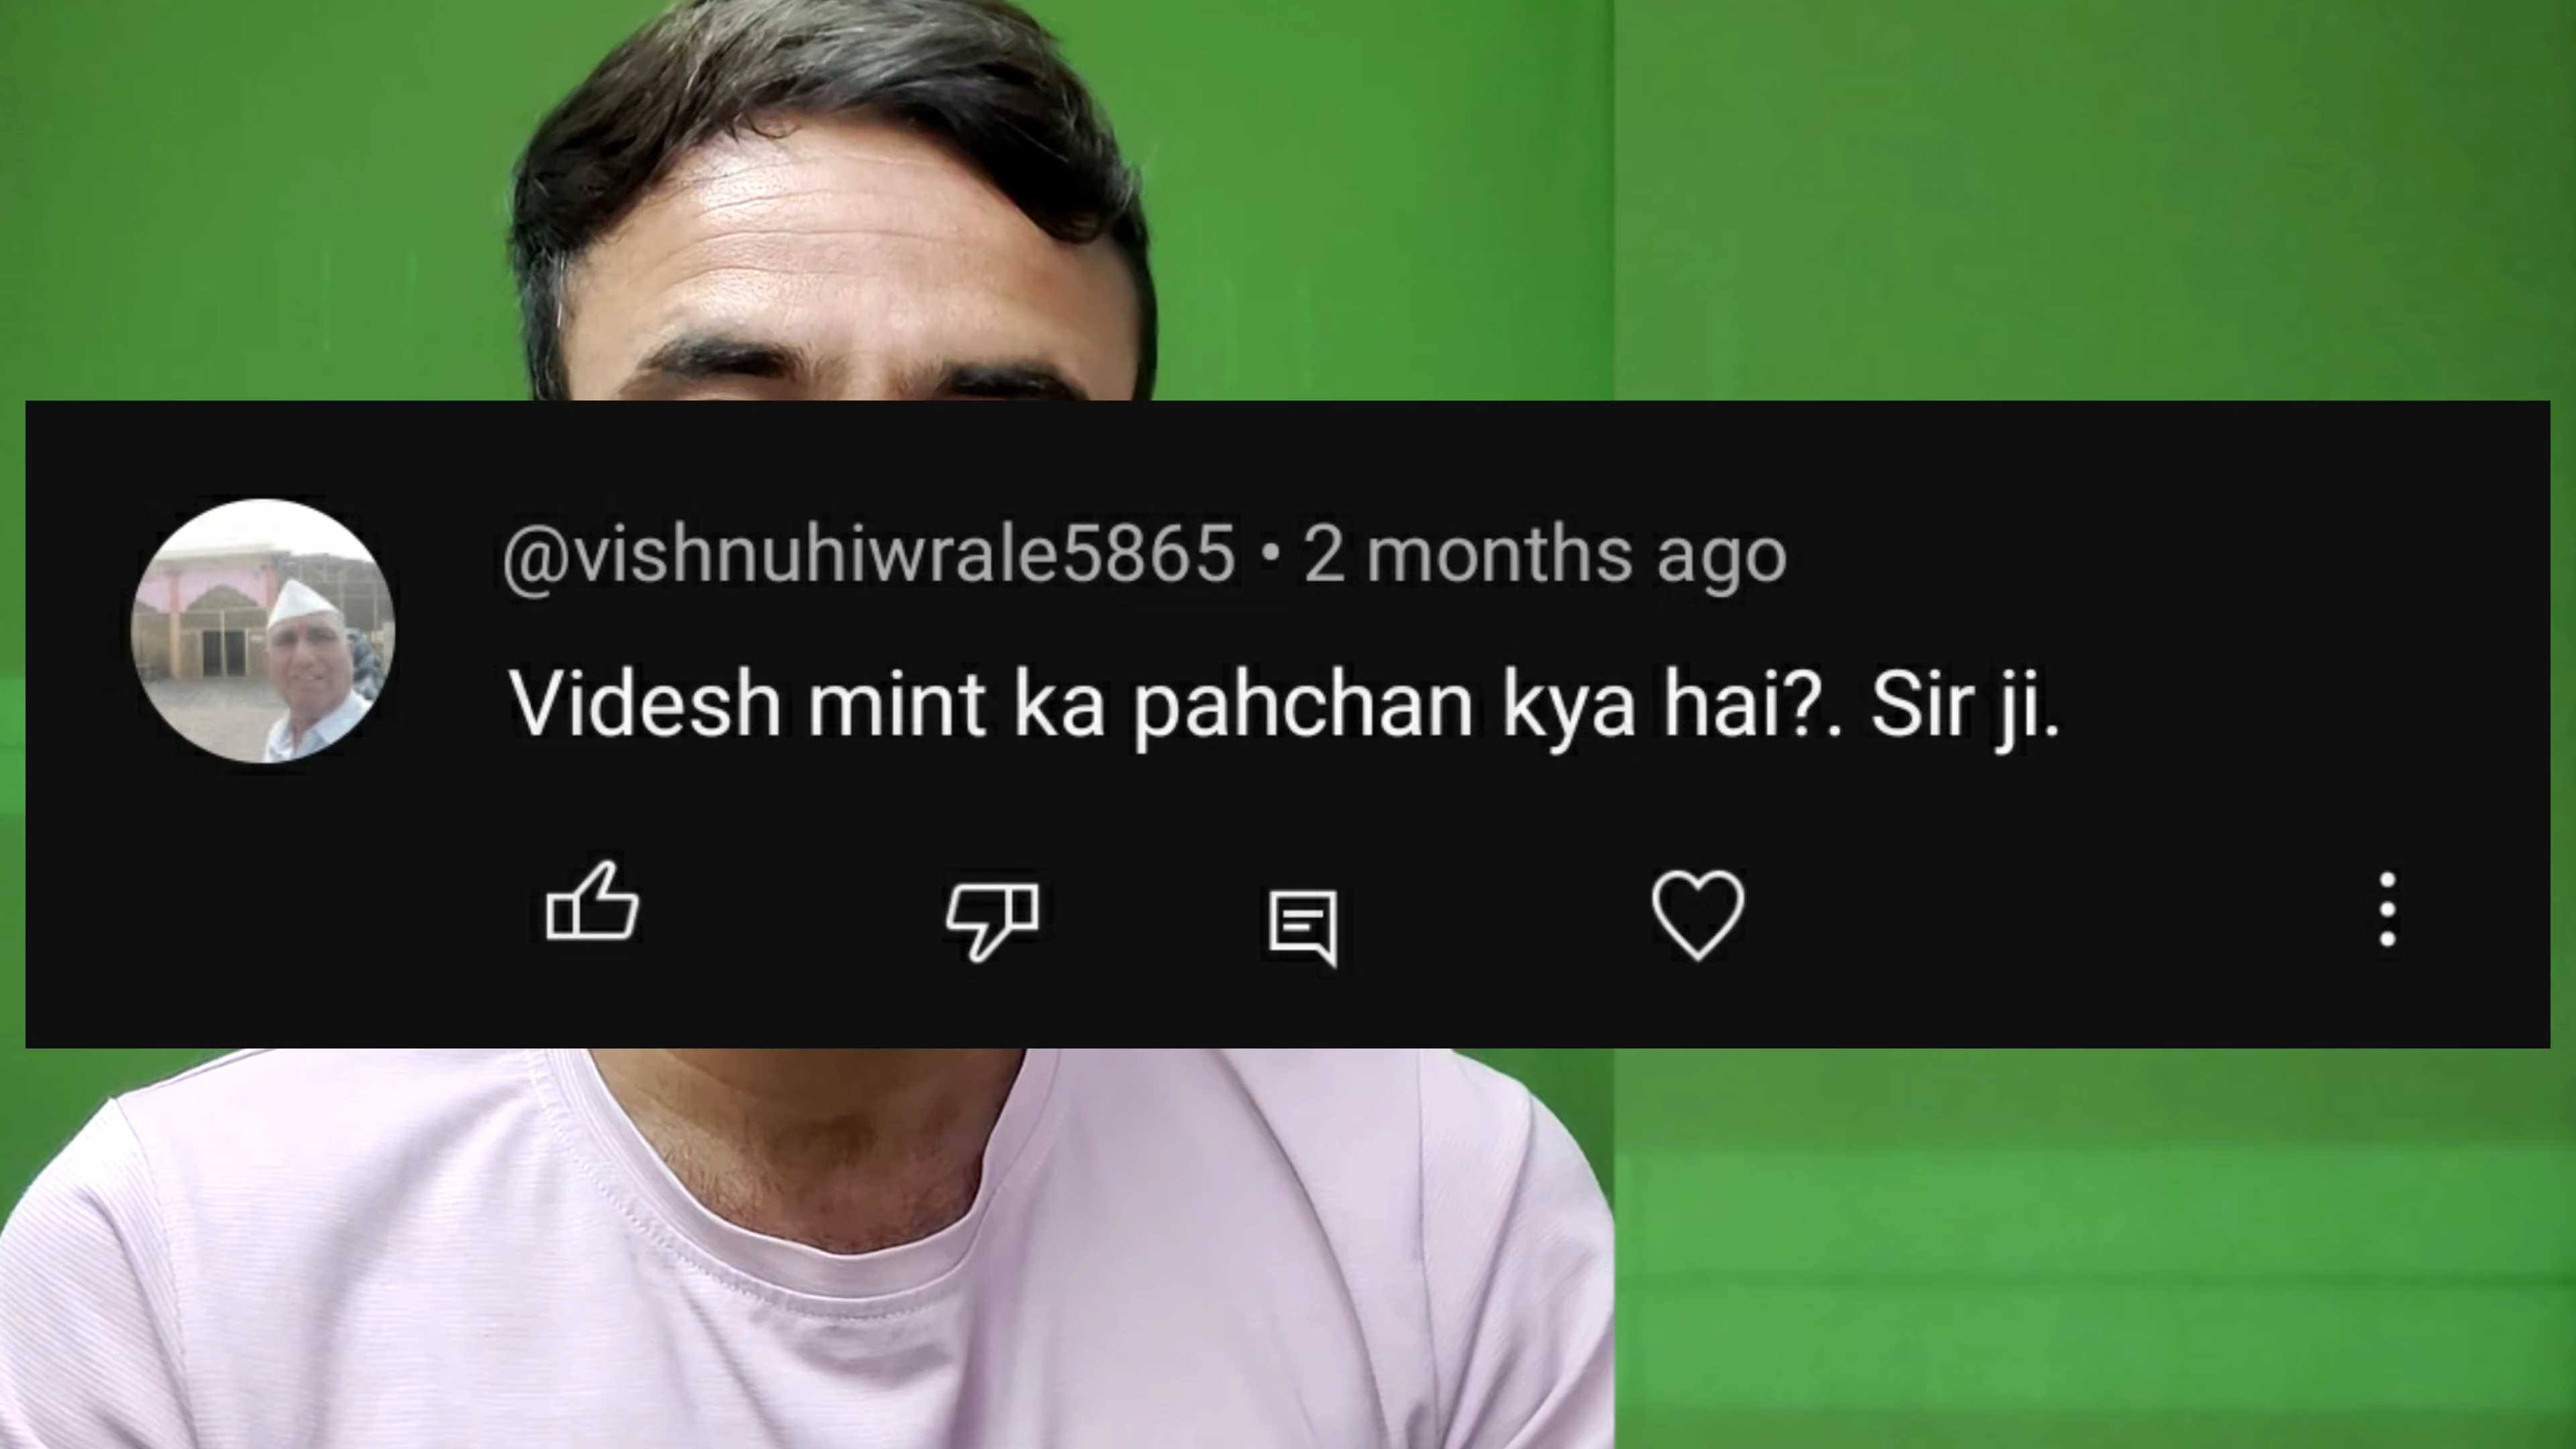 @vishnuhiwrale5865 • 2 months ago
Videsh mint ka pahchan kya hai?. Sir ji.